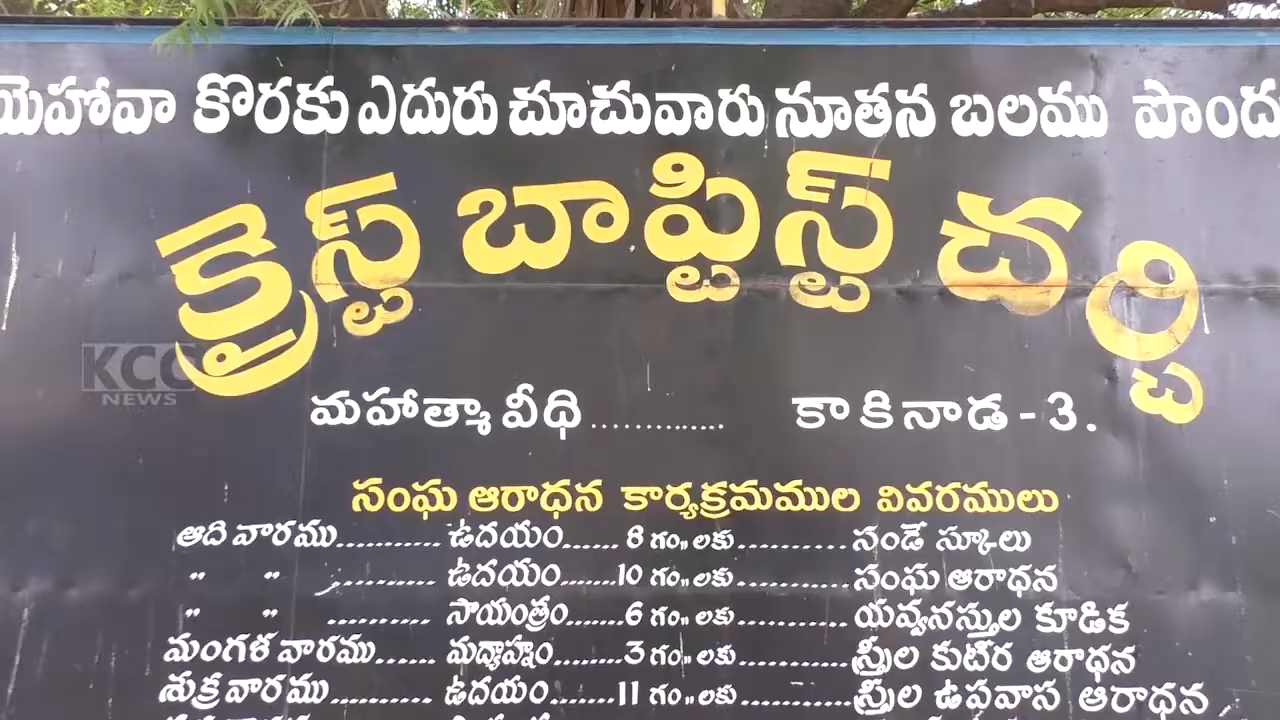 యెహోవా కొరకు ఎదురు చూచువారు నూతన బలము పొంద
క్రైస్ట్ బాప్టిస్ట్ చర్చి
KCC NEWS
మహాత్మా వీధి............. కాకినాడ - 3.
సంఘ ఆరాధన కార్యక్రమముల వివరములు
ఆది వారము........... ఉదయం...... 8 గం॥లకు........... సండే స్కూలు
" " ........... ఉదయం.......10 గం॥లకు........... సంఘ ఆరాధన
" " ........... సాయంత్రం....... 6 గం॥లకు........... యవ్వనస్తుల కూడిక
మంగళ వారము...... మధ్యాహ్నం........ 3 గం॥ లకు........... స్త్రీల కుటీర ఆరాధన
శుక్ర వారము.......... ఉదయం....... 11 గం॥లకు........... స్త్రీల ఉపవాస ఆరాధన